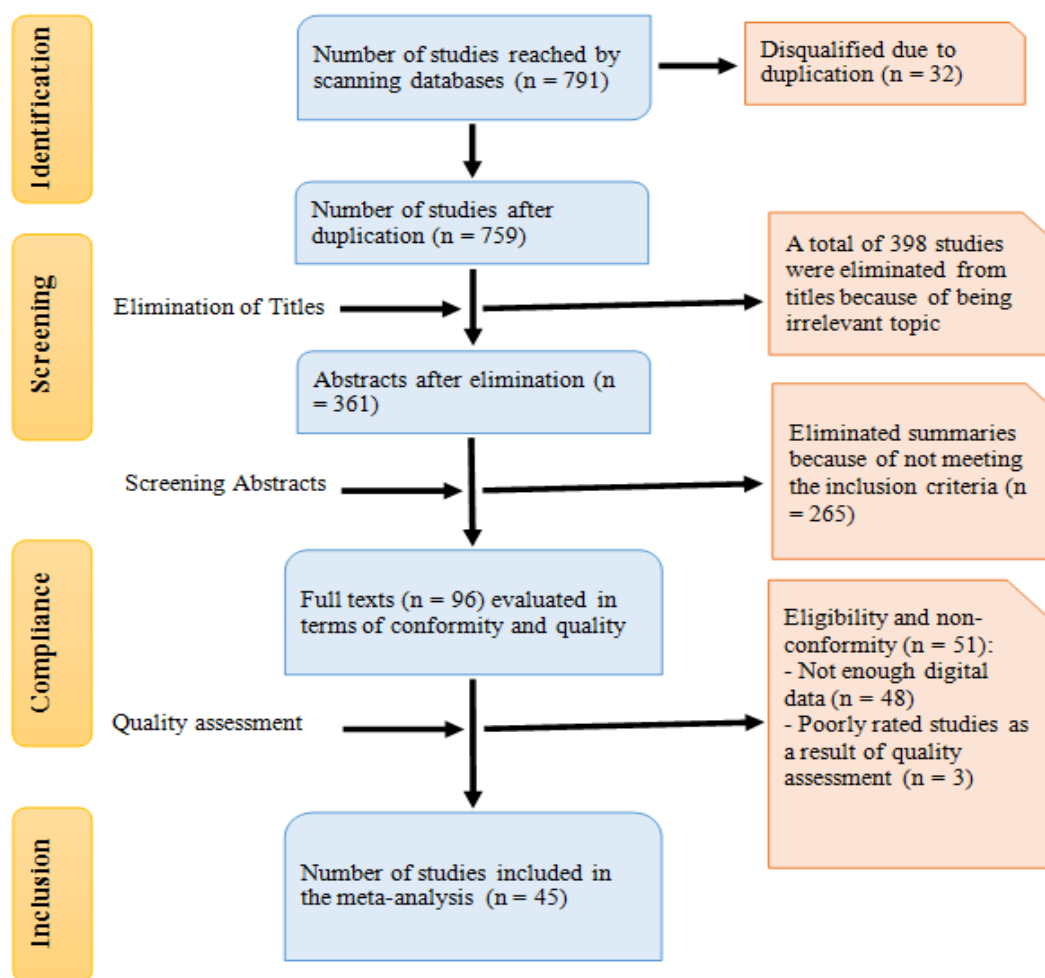 Identification
Number of studies reached by
scanning databases (n = 791)
Disqualified due to
duplication (n = 32)
Number of studies after
duplication (n = 759)
Screening
Elimination of Titles
A total of 398 studies
were eliminated from
titles because of being
irrelevant topic
Abstracts after elimination (n
= 361)
Screening Abstracts
Eliminated summaries
because of not meeting
the inclusion criteria (n
= 265)
Compliance
Full texts (n = 96) evaluated in
terms of conformity and quality
Quality assessment
Eligibility and non-
conformity (n = 51):
- Not enough digital
data (n = 48)
- Poorly rated studies as
a result of quality
assessment (n = 3)
Inclusion
Number of studies included in
the meta-analysis (n = 45)